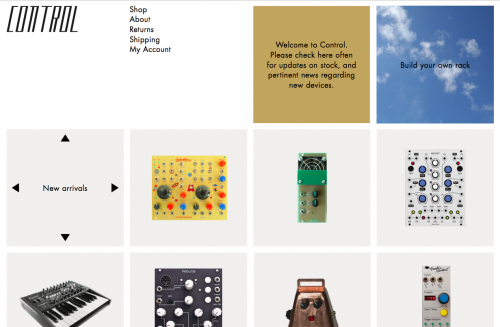 CONTROL
Shop
About
Returns
Shipping
My Account
Welcome to Control.
Please check here often
for updates on stock, and
pertinent news regarding
new devices.
Build your own rack
New arrivals